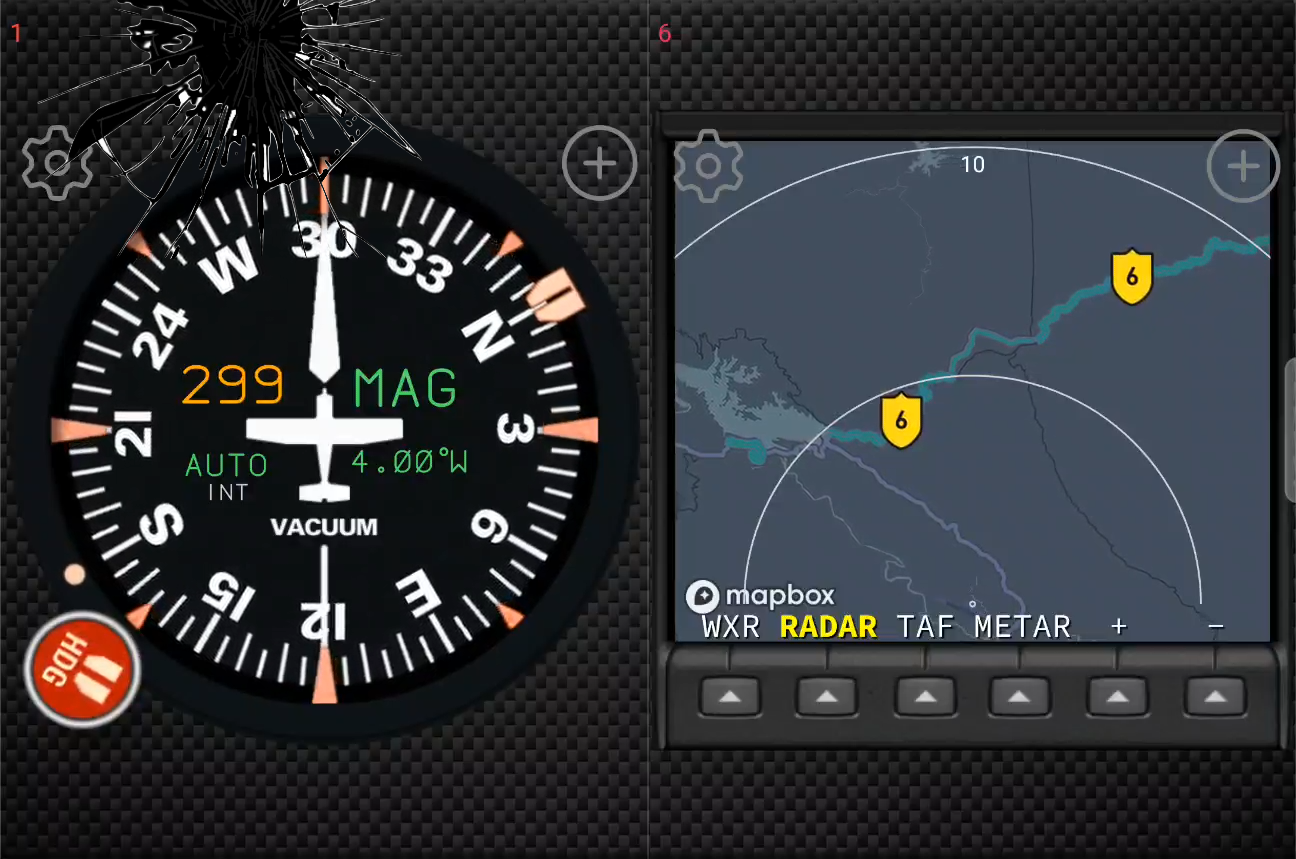 1
30
33
N
3
6
E
12
15
S
21
24
W
299 MAG
AUTO 4.00°W
INT
VACUUM
HDG
6
10
6
6
mapbox
WXR RADAR TAF METAR + −